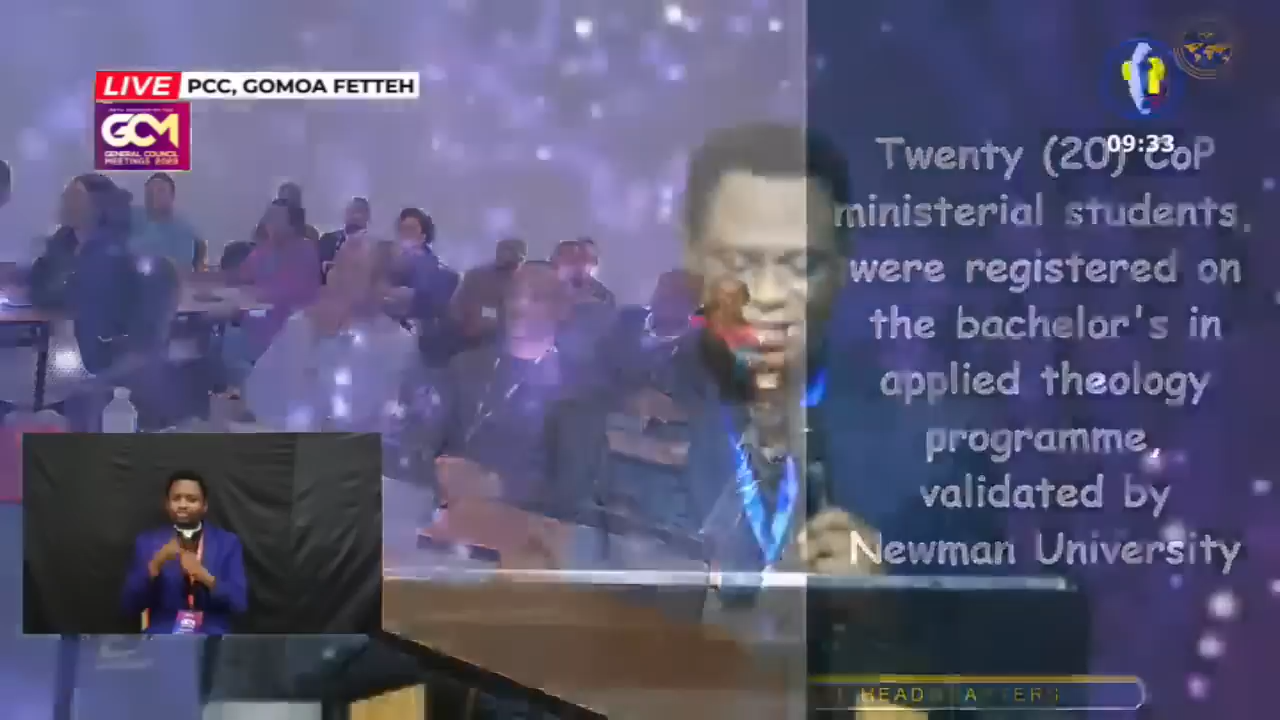 LIVE PCC, GOMOA FETTEH
GCM
GENERAL COUNCIL
MEETINGS 2023
09:33
Twenty (20) CoP
ministerial students,
were registered on
the bachelor's in
applied theology
programme,
validated by
Newman University